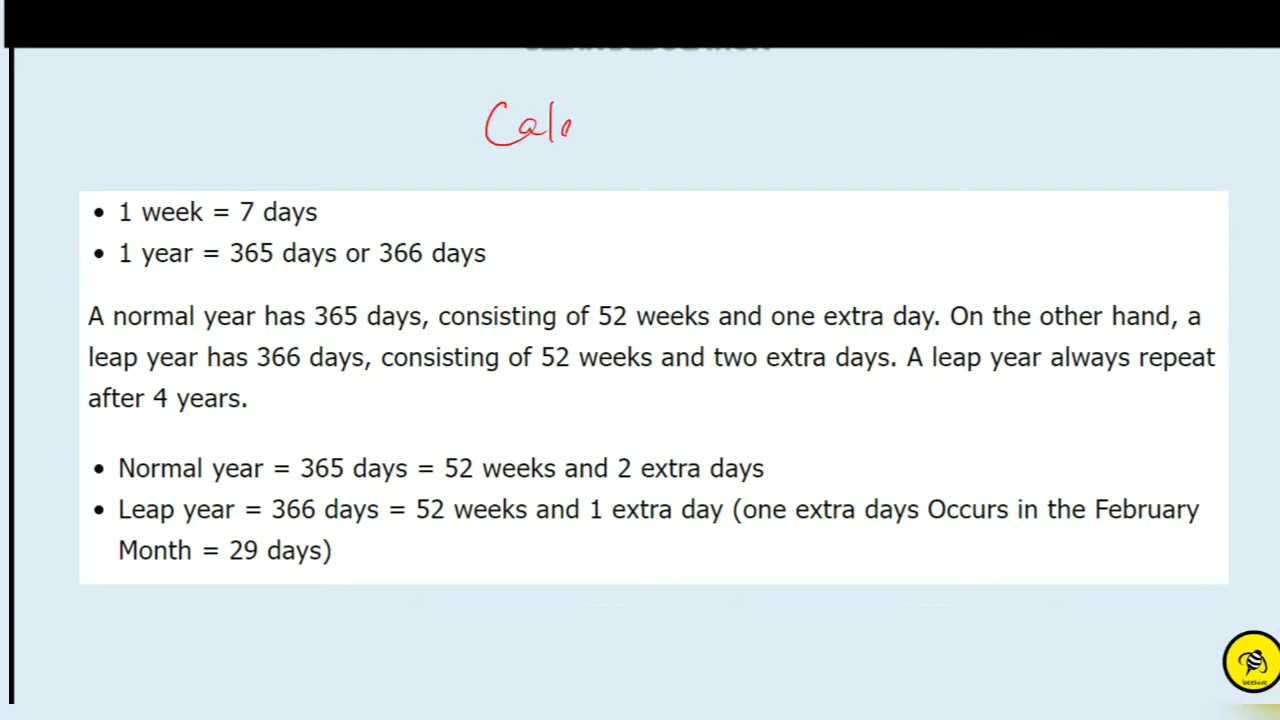 Cale
• 1 week = 7 days
• 1 year = 365 days or 366 days
A normal year has 365 days, consisting of 52 weeks and one extra day. On the other hand, a
leap year has 366 days, consisting of 52 weeks and two extra days. A leap year always repeat
after 4 years.
• Normal year = 365 days = 52 weeks and 2 extra days
• Leap year = 366 days = 52 weeks and 1 extra day (one extra days Occurs in the February
Month = 29 days)
beehive